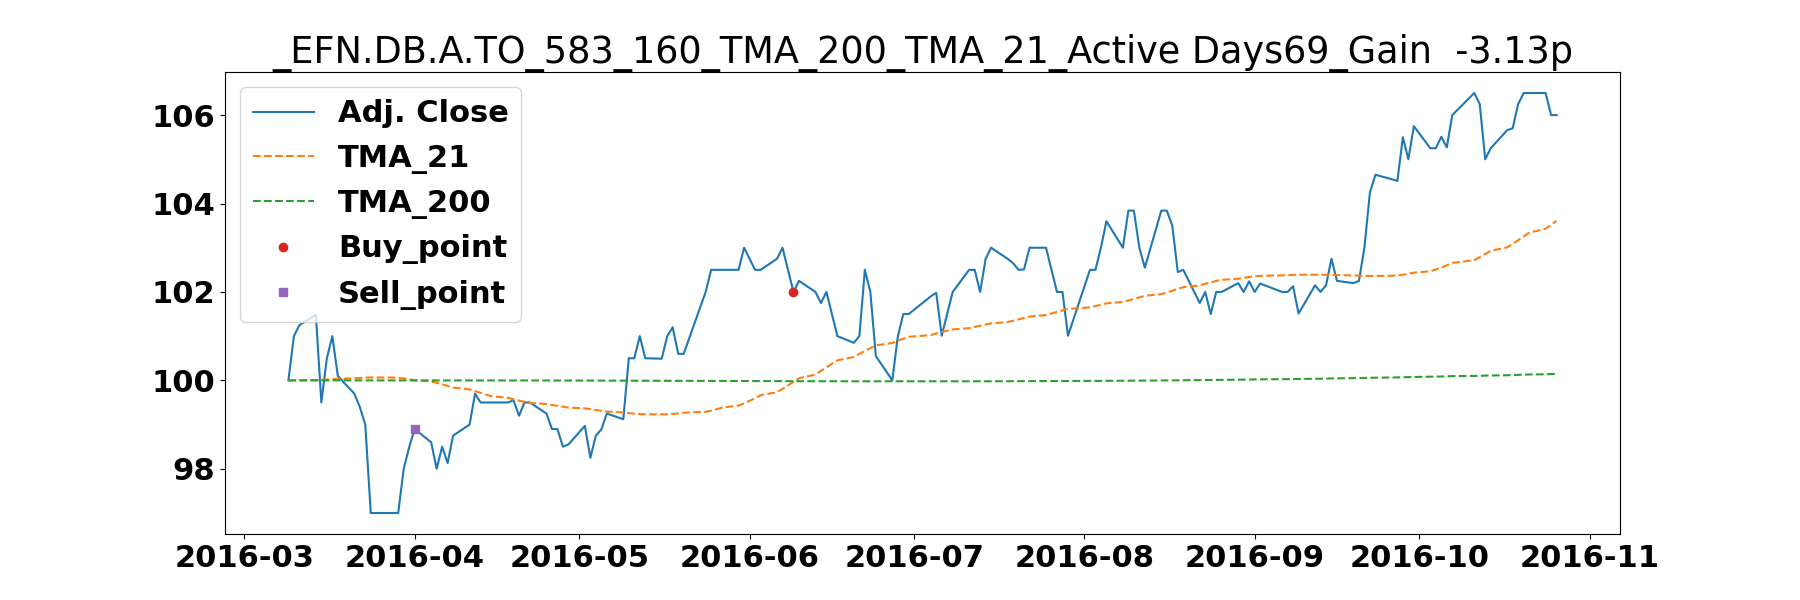 _EFN.DB.A.TO_583_160_TMA_200_TMA_21_Active Days69_Gain  -3.13p
Adj. Close
TMA_21
TMA_200
Buy_point
Sell_point
106
104
102
100
98
2016-03 2016-04 2016-05 2016-06 2016-07 2016-08 2016-09 2016-10 2016-11